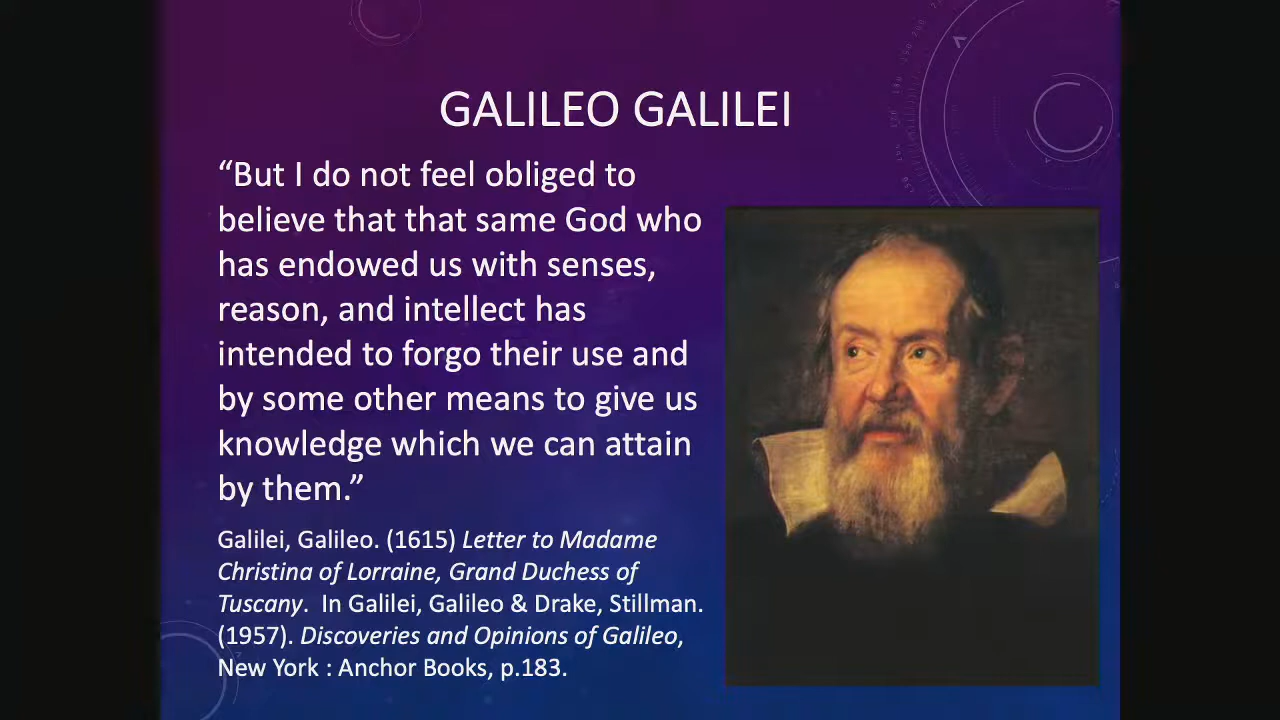 GALILEO GALILEI
“But I do not feel obliged to
believe that that same God who
has endowed us with senses,
reason, and intellect has
intended to forgo their use and
by some other means to give us
knowledge which we can attain
by them.”
Galilei, Galileo. (1615) Letter to Madame
Christina of Lorraine, Grand Duchess of
Tuscany.  In Galilei, Galileo & Drake, Stillman.
(1957). Discoveries and Opinions of Galileo,
New York : Anchor Books, p.183.